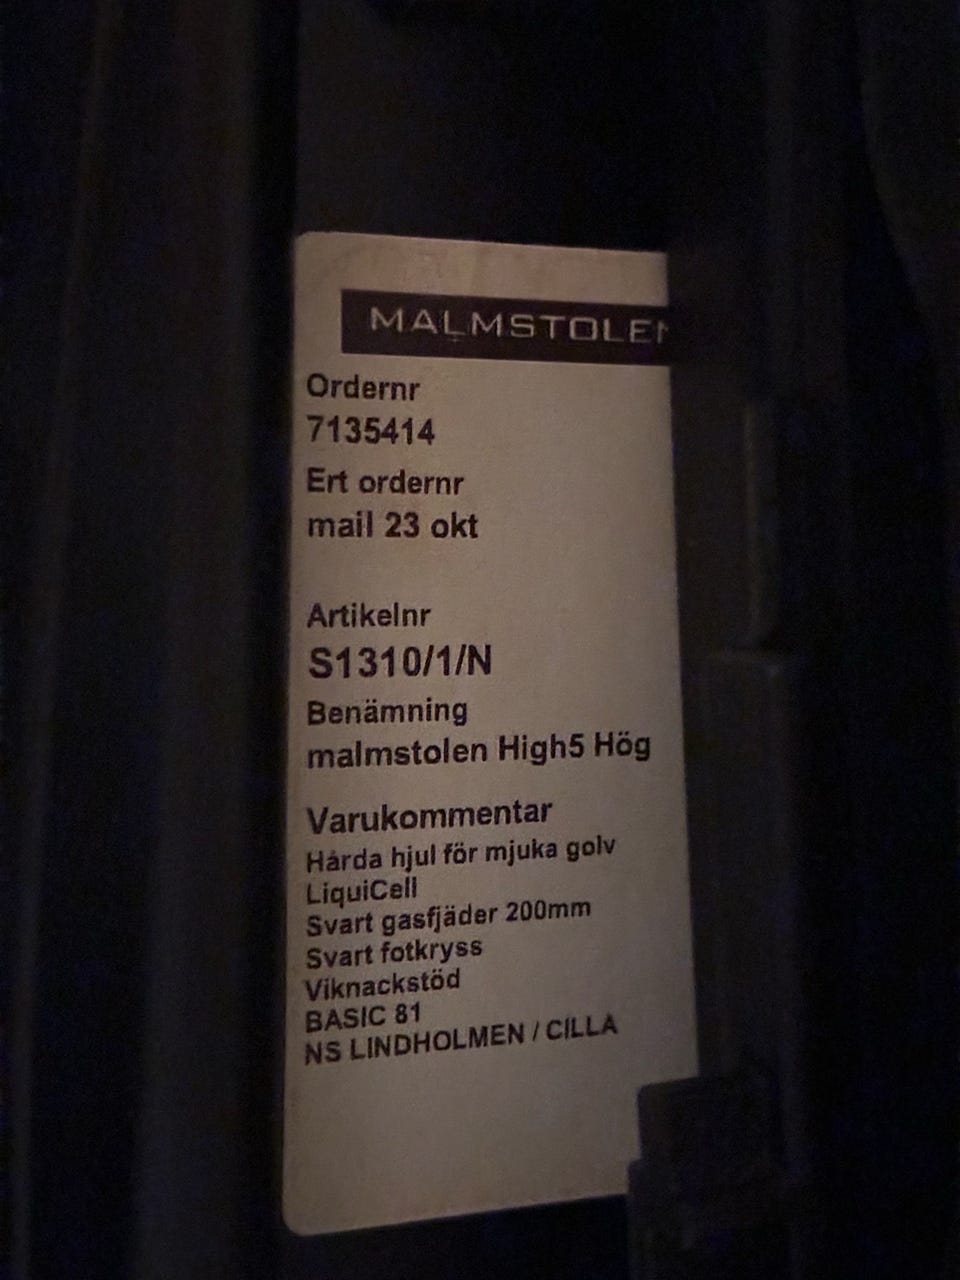 MALMSTOLEN
Ordernr
7135414
Ert ordernr
mail 23 okt
Artikelnr
S1310/1/N
Benämning
malmstolen High5 Hög
Varukommentar
Hårda hjul för mjuka golv
LiquiCell
Svart gasfjäder 200mm
Svart fotkryss
Viknackstöd
BASIC 81
NS LINDHOLMEN / CILLA